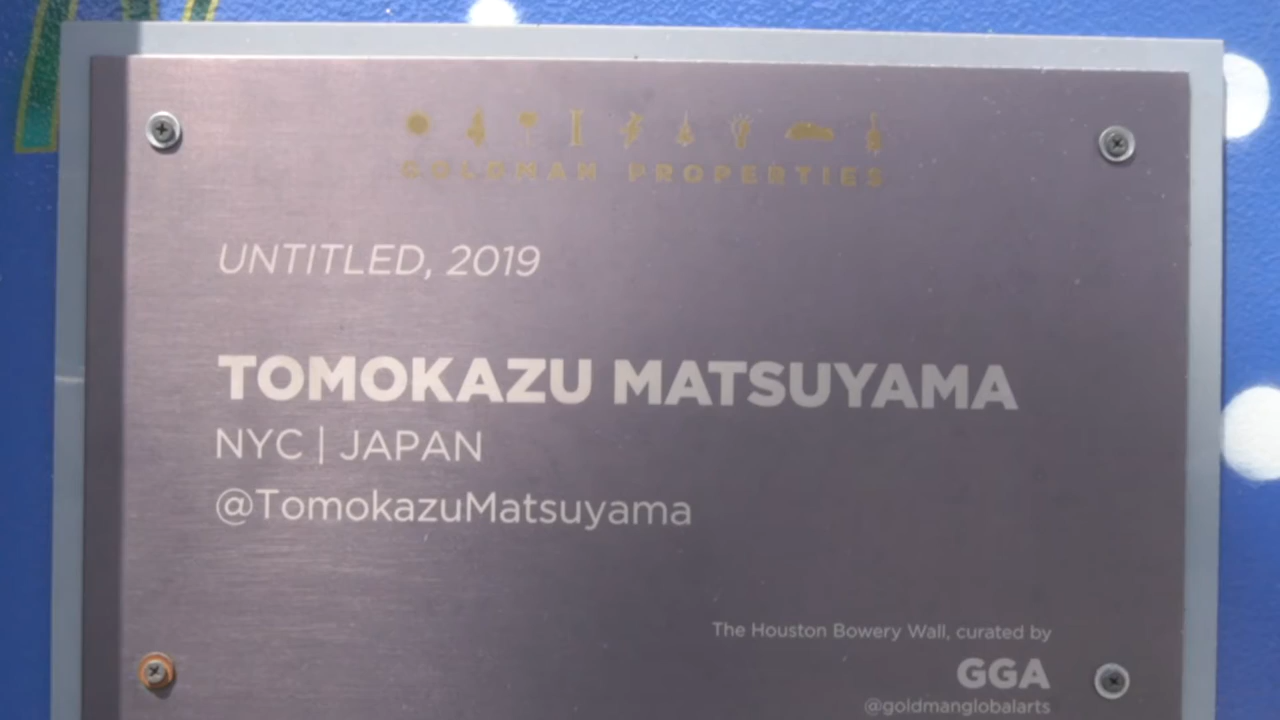 GOLDMAN PROPERTIES
UNTITLED, 2019
TOMOKAZU MATSUYAMA
NYC | JAPAN
@TomokazuMatsuyama
The Houston Bowery Wall, curated by
GGA
@goldmanglobalarts